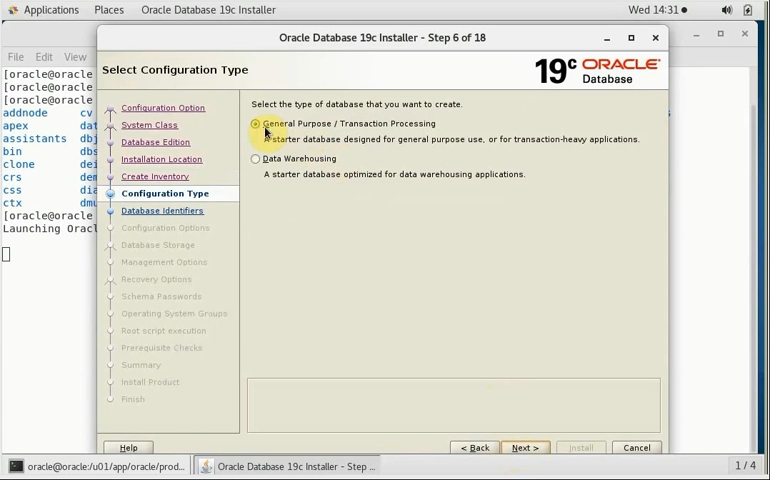 Applications Places Oracle Database 19c Installer Wed 14:31
Oracle Database 19c Installer - Step 6 of 18
File Edit View
Select Configuration Type
19c ORACLE
Database
[oracle@oracle
[oracle@oracle
[oracle@oracle
addnode cv
apex dat
assistants db
bin dbs
clone dei
crs dem
css dia
ctx dmu
[oracle@oracle
Launching Oracl
Configuration Option
System Class
Database Edition
Installation Location
Create Inventory
Configuration Type
Database Identifiers
Configuration Options
Database Storage
Management Options
Recovery Options
Schema Passwords
Operating System Groups
Root script execution
Prerequisite Checks
Summary
Install Product
Finish
Select the type of database that you want to create.
General Purpose / Transaction Processing
A starter database designed for general purpose use, or for transaction-heavy applications.
Data Warehousing
A starter database optimized for data warehousing applications.
Help < Back Next > Install Cancel
oracle@oracle:/u01/app/oracle/prod... Oracle Database 19c Installer - Step ... 1 / 4